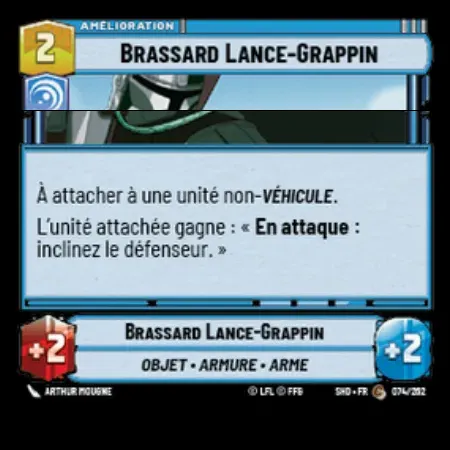 AMÉLIORATION
2
BRASSARD LANCE-GRAPPIN
À attacher à une unité non-VÉHICULE.
L'unité attachée gagne : « En attaque :
inclinez le défenseur. »
+2
BRASSARD LANCE-GRAPPIN
+2
OBJET • ARMURE • ARME
ARTHUR MOUGNE
© LFL © FFG
SHD • FR
074/262